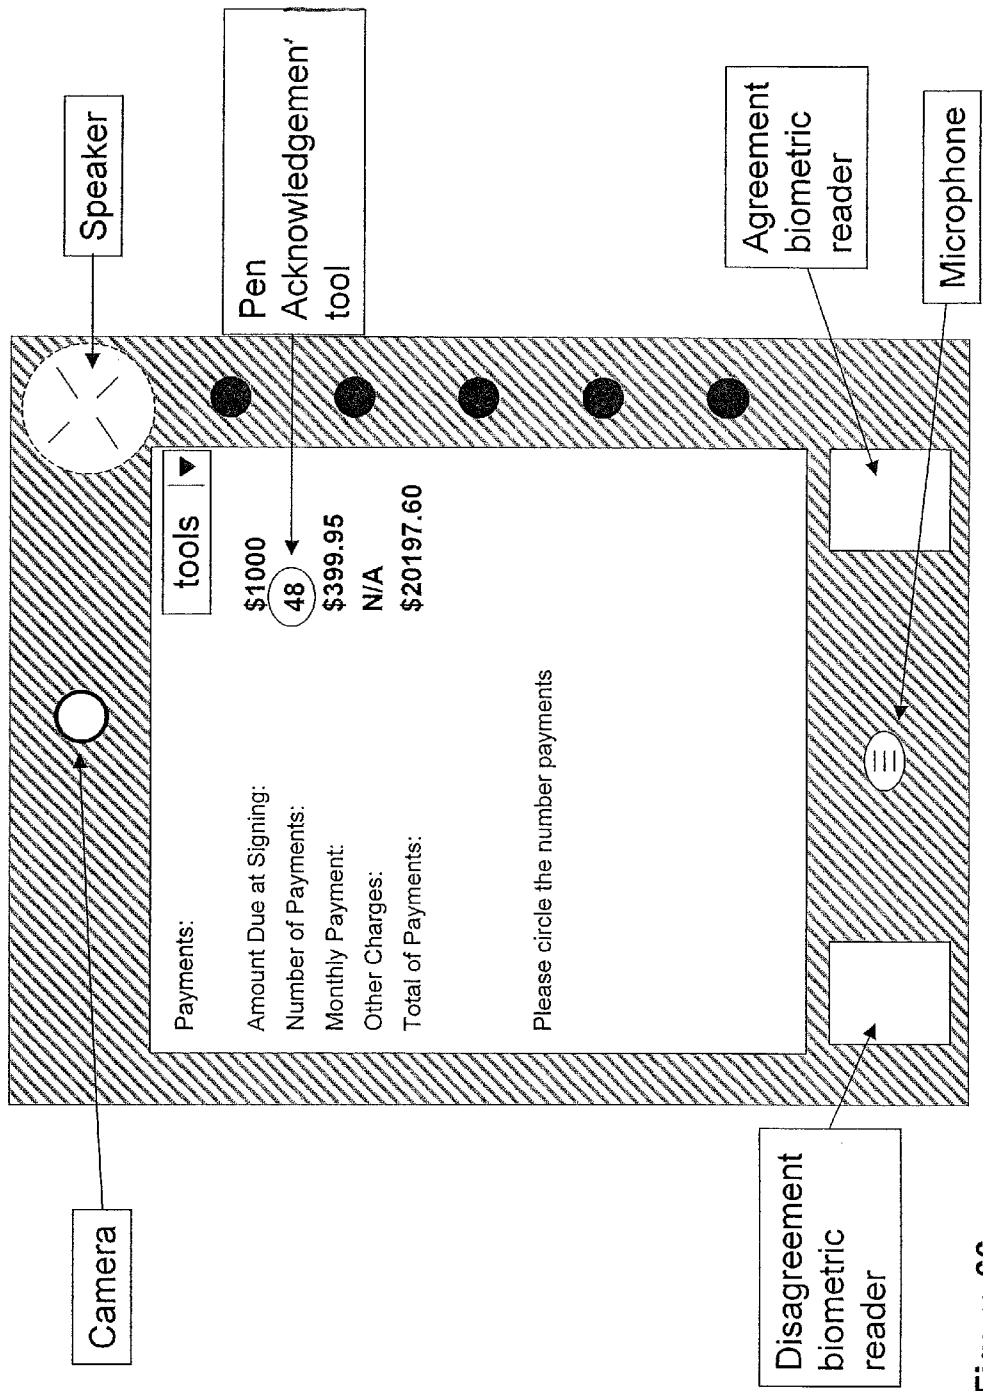 Camera
Speaker
tools
Payments:
Amount Due at Signing: $1000
Number of Payments: 48
Monthly Payment: $399.95
Other Charges: N/A
Total of Payments: $20197.60
Please circle the number payments
Pen
Acknowledgemen'
tool
Disagreement
biometric
reader
Agreement
biometric
reader
Microphone